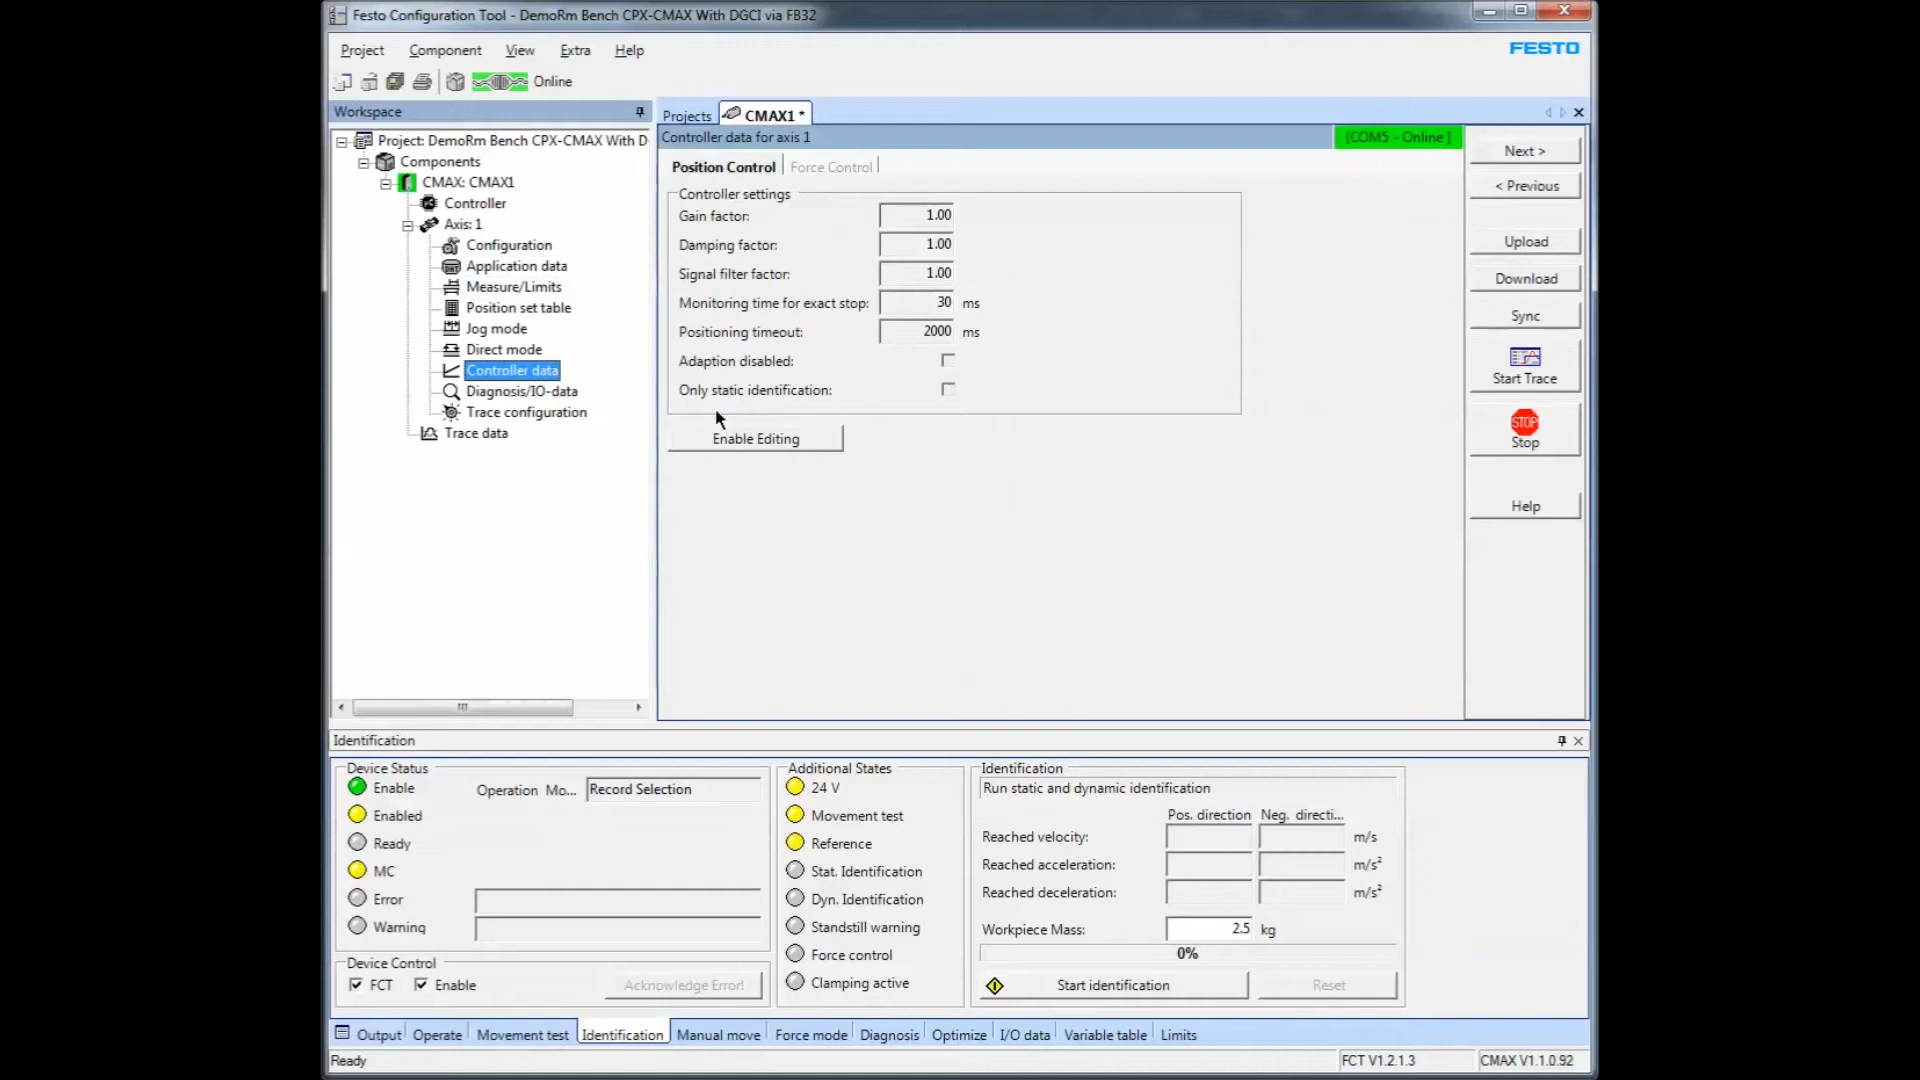 Festo Configuration Tool - DemoRm Bench CPX-CMAX With DGCI via FB32
Project Component View Extra Help
FESTO
Online
Workspace
Project: DemoRm Bench CPX-CMAX With D
Components
CMAX: CMAX1
Controller
Axis: 1
Configuration
Application data
Measure/Limits
Position set table
Jog mode
Direct mode
Controller data
Diagnosis/IO-data
Trace configuration
Trace data
Projects CMAX1 *
Controller data for axis 1
[COM5 - Online ]
Position Control Force Control
Controller settings
Gain factor: 1.00
Damping factor: 1.00
Signal filter factor: 1.00
Monitoring time for exact stop: 30 ms
Positioning timeout: 2000 ms
Adaption disabled:
Only static identification:
Enable Editing
Next >
< Previous
Upload
Download
Sync
Start Trace
STOP
Stop
Help
Identification
Device Status
Enable Operation Mo... Record Selection
Enabled
Ready
MC
Error
Warning
Device Control
FCT Enable Acknowledge Error!
Additional States
24 V
Movement test
Reference
Stat. Identification
Dyn. Identification
Standstill warning
Force control
Clamping active
Identification
Run static and dynamic identification
Pos. direction Neg. directi...
Reached velocity: m/s
Reached acceleration: m/s²
Reached deceleration: m/s²
Workpiece Mass: 2.5 kg
0%
Start identification Reset
Output Operate Movement test Identification Manual move Force mode Diagnosis Optimize I/O data Variable table Limits
Ready FCT V1.2.1.3 CMAX V1.1.0.92